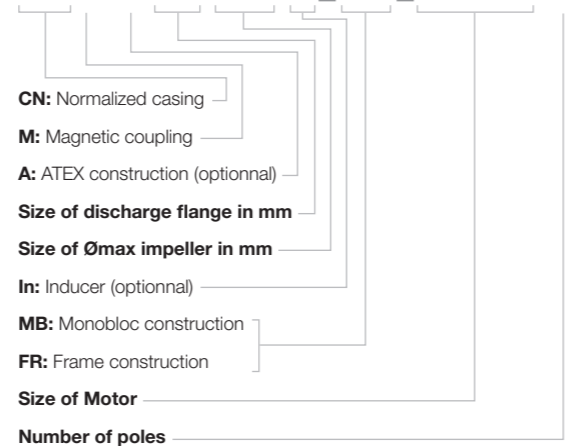 CN: Normalized casing
M: Magnetic coupling
A: ATEX construction (optionnal)
Size of discharge flange in mm
Size of Ømax impeller in mm
In: Inducer (optionnal)
MB: Monobloc construction
FR: Frame construction
Size of Motor
Number of poles